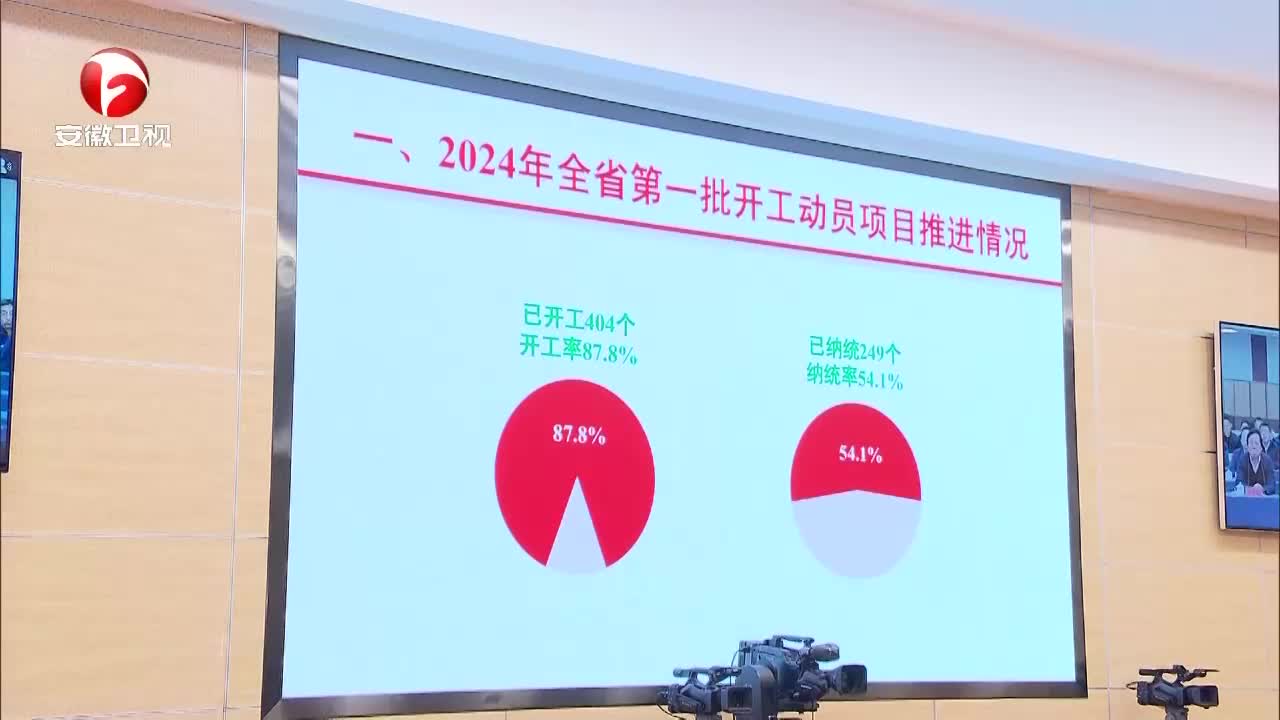 安徽卫视
一、2024年全省第一批开工动员项目推进情况
已开工404个
开工率87.8%
已纳统249个
纳统率54.1%
87.8%
54.1%